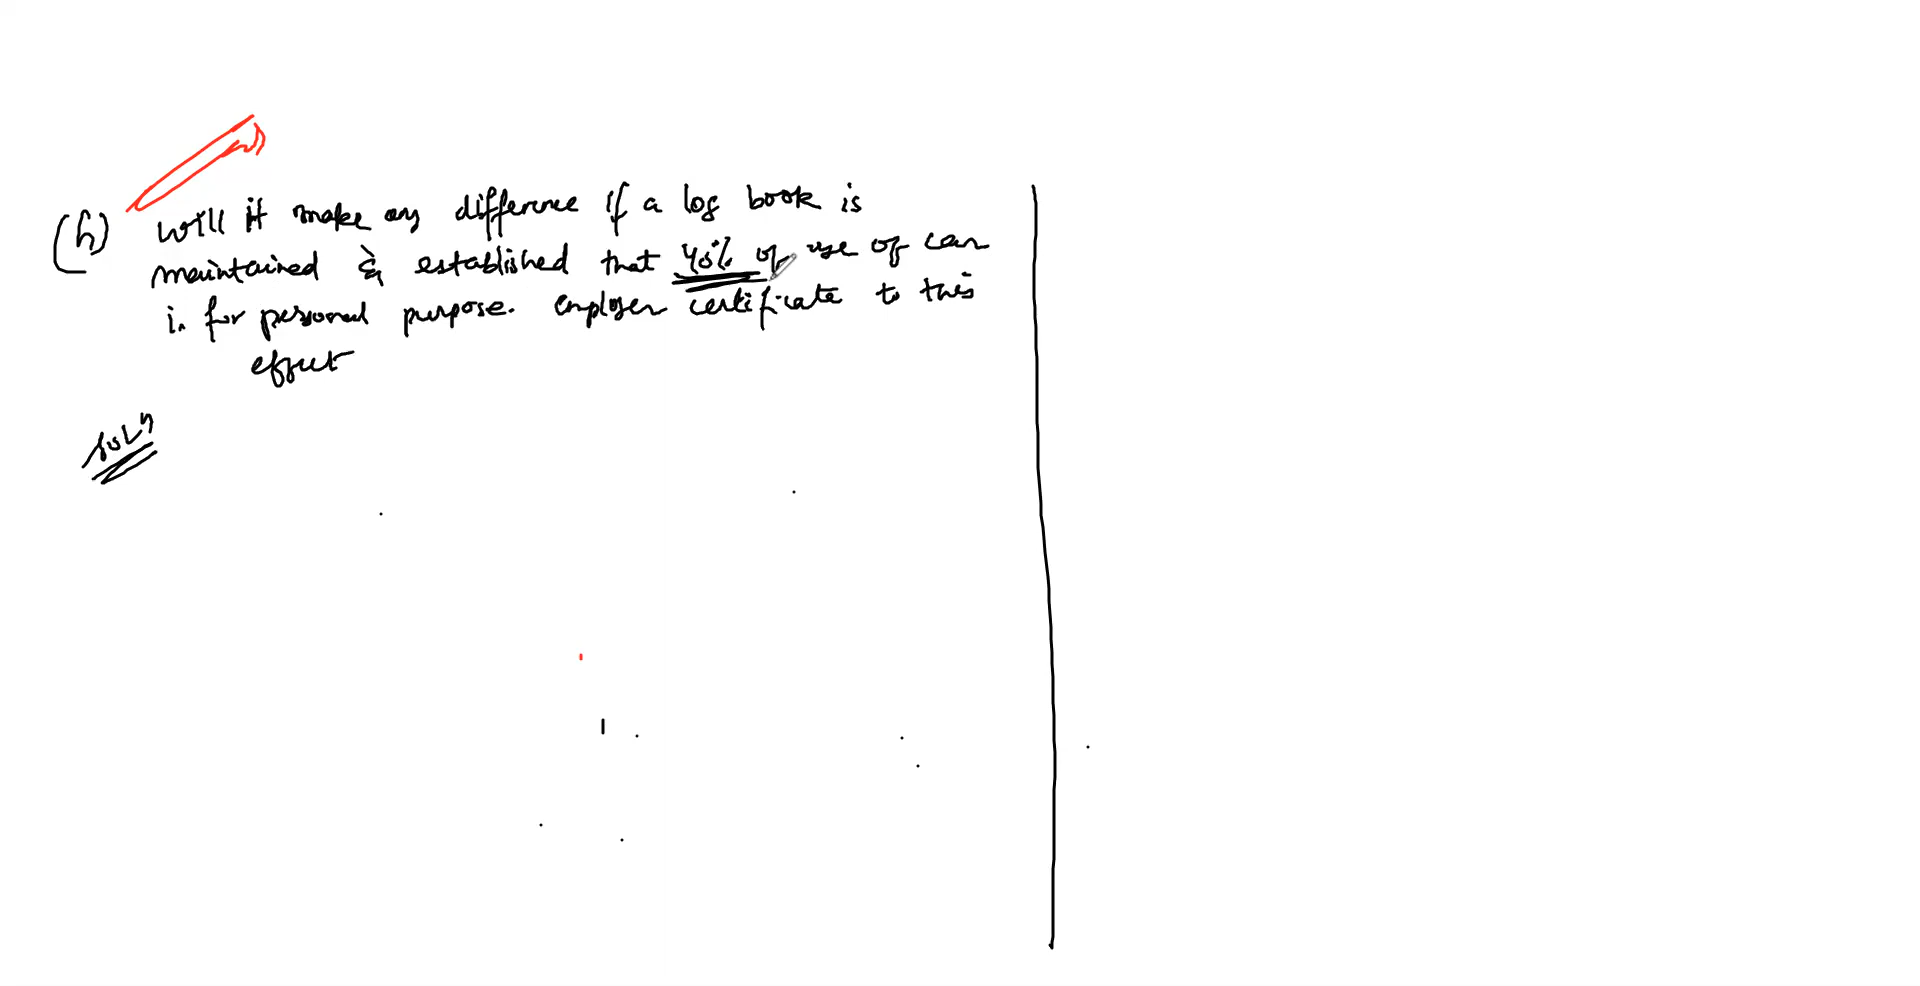 (h) will it make any difference if a log book is
maintained & established that 40% of use of car
is for personal purpose. employer certificate to this
effect
Soln